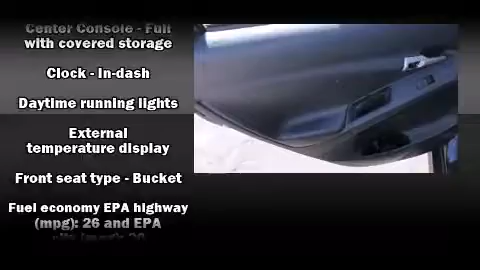 Center Console - Full
with covered storage
Clock - In-dash
Daytime running lights
External
temperature display
Front seat type - Bucket
Fuel economy EPA highway
(mpg): 26 and EPA